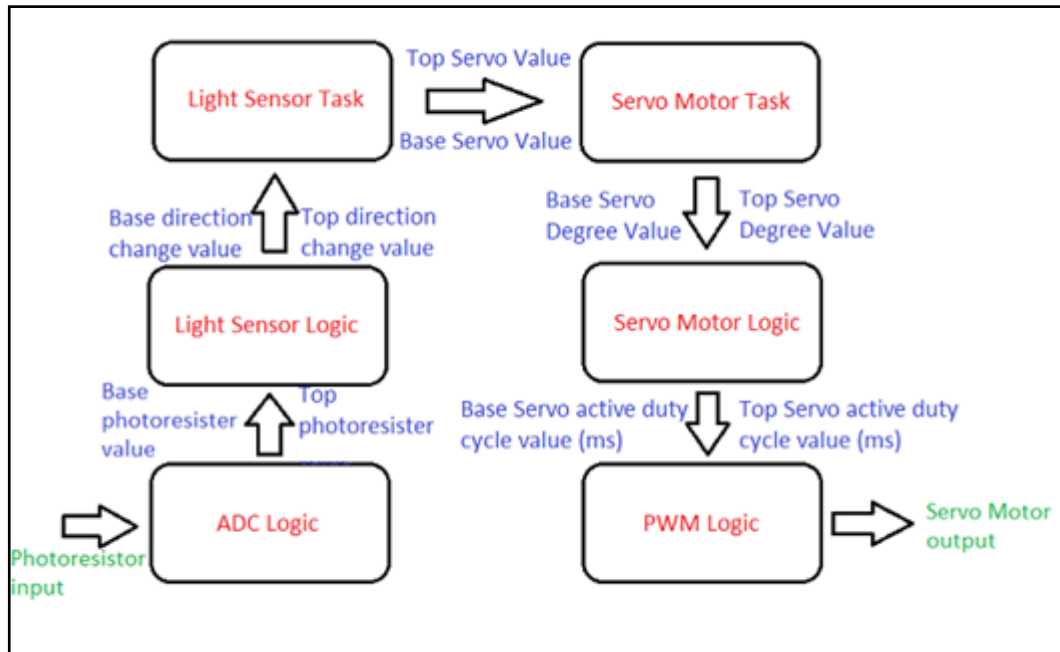 Light Sensor Task
Top Servo Value
Base Servo Value
Servo Motor Task
Base direction
change value
Top direction
change value
Base Servo
Degree Value
Top Servo
Degree Value
Light Sensor Logic
Servo Motor Logic
Base
photoresister
value
Top
photoresister
Base Servo active duty
cycle value (ms)
Top Servo active duty
cycle value (ms)
ADC Logic
PWM Logic
Photoresistor
input
Servo Motor
output